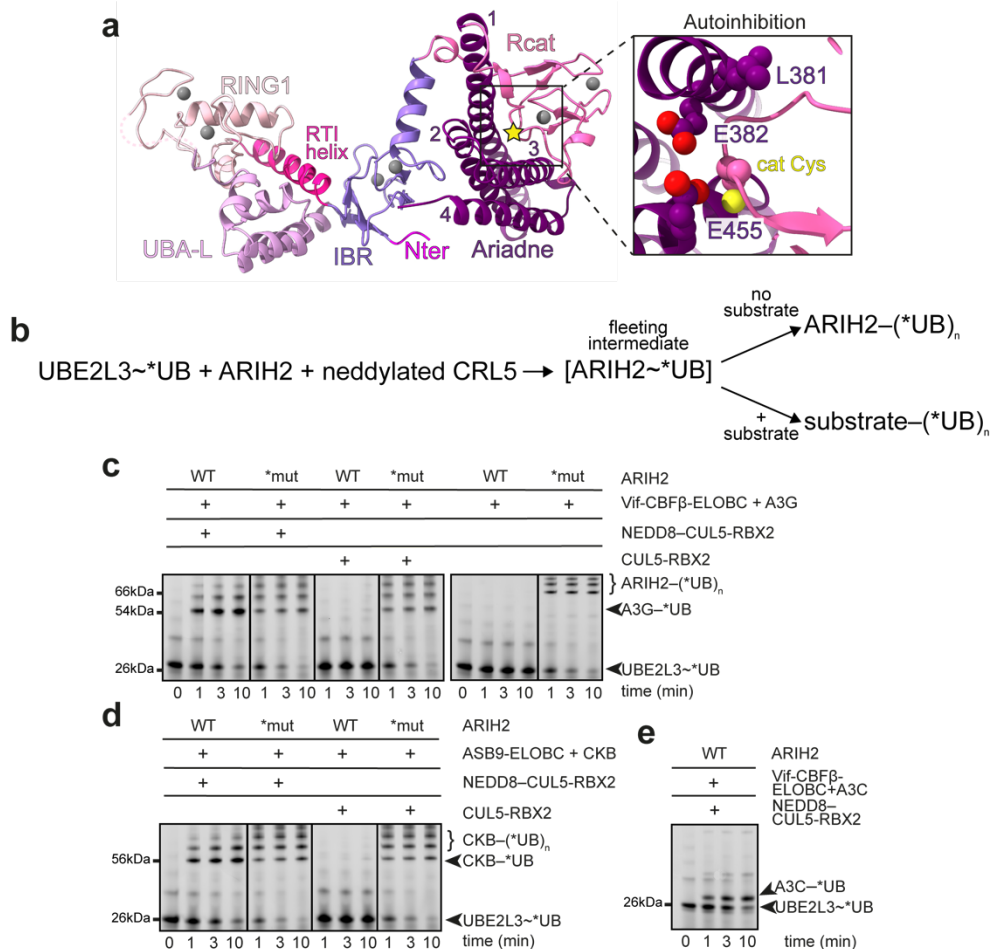 a
RING1
RTI
helix
UBA-L
IBR
Nter
Ariadne
1
2
3
4
Rcat
Autoinhibition
L381
E382
cat Cys
E455
b
UBE2L3~*UB + ARIH2 + neddylated CRL5
fleeting
intermediate
[ARIH2~*UB]
no
substrate
ARIH2–(*UB)n
+
substrate
substrate–(*UB)n
c
WT *mut WT *mut WT *mut ARIH2
+ + + + + + Vif-CBFβ-ELOBC + A3G
+ + NEDD8–CUL5-RBX2
+ + CUL5-RBX2
66kDa
54kDa
26kDa
ARIH2–(*UB)n
A3G–*UB
UBE2L3~*UB
0 1 3 10 1 3 10 1 3 10 1 3 10 0 1 3 10 1 3 10 time (min)
d
WT *mut WT *mut ARIH2
+ + + + ASB9-ELOBC + CKB
+ + NEDD8–CUL5-RBX2
+ + CUL5-RBX2
56kDa
26kDa
CKB–(*UB)n
CKB–*UB
UBE2L3~*UB
0 1 3 10 1 3 10 1 3 10 1 3 10 time (min)
e
WT ARIH2
+ Vif-CBFβ-
ELOBC+A3C
+ NEDD8–
CUL5-RBX2
26kDa
A3C–*UB
UBE2L3~*UB
0 1 3 10 time (min)